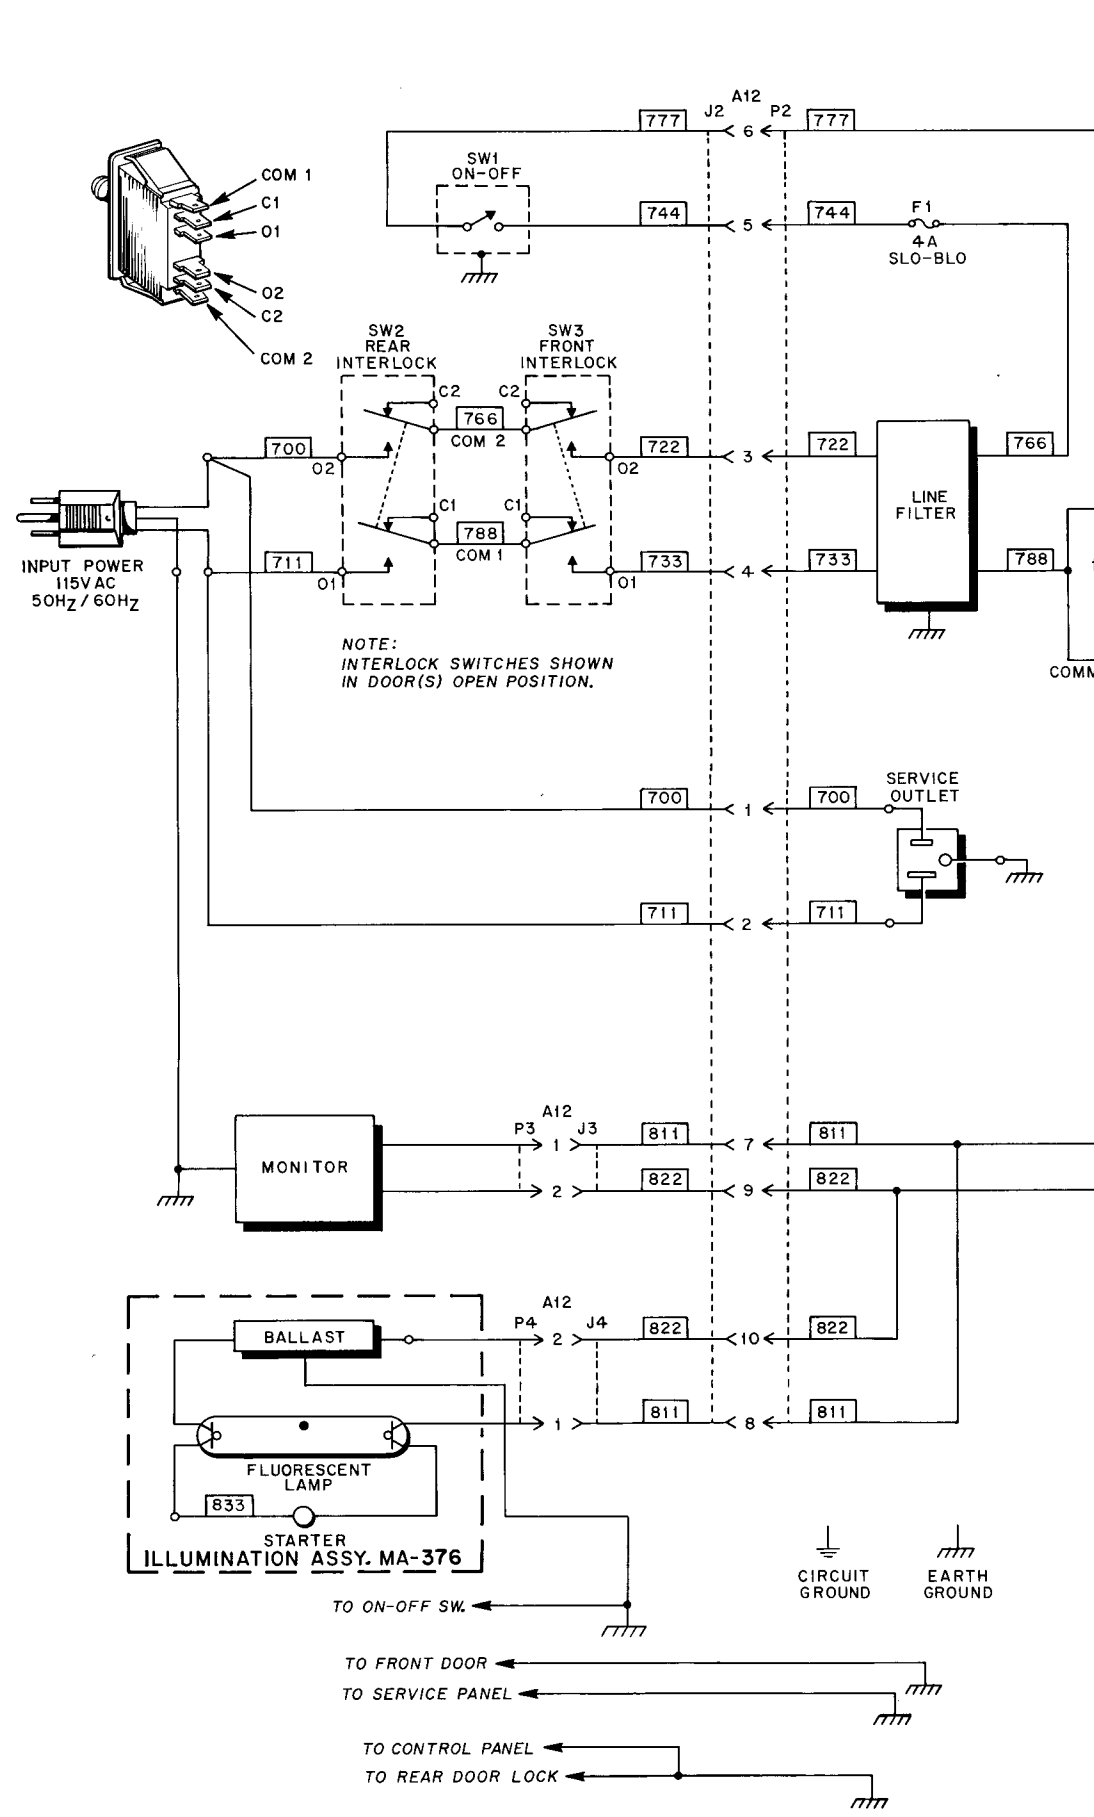 A12
J2
P2
777
6
777
SW1
ON-OFF
COM 1
C1
O1
O2
C2
COM 2
744
5
744
F1
4A
SLO-BLO
SW2
REAR
INTERLOCK
SW3
FRONT
INTERLOCK
C2
766
COM 2
C2
700
O2
O2
722
3
722
766
LINE
FILTER
C1
788
COM 1
C1
711
O1
O1
733
4
733
788
INPUT POWER
115VAC
50HZ/60HZ
NOTE:
INTERLOCK SWITCHES SHOWN
IN DOOR(S) OPEN POSITION.
COMM
SERVICE
OUTLET
700
1
700
711
2
711
A12
P3
J3
1
811
7
811
MONITOR
2
822
9
822
A12
P4
J4
BALLAST
2
822
10
822
1
811
8
811
FLUORESCENT
LAMP
833
STARTER
ILLUMINATION ASSY. MA-376
CIRCUIT
GROUND
EARTH
GROUND
TO ON-OFF SW.
TO FRONT DOOR
TO SERVICE PANEL
TO CONTROL PANEL
TO REAR DOOR LOCK